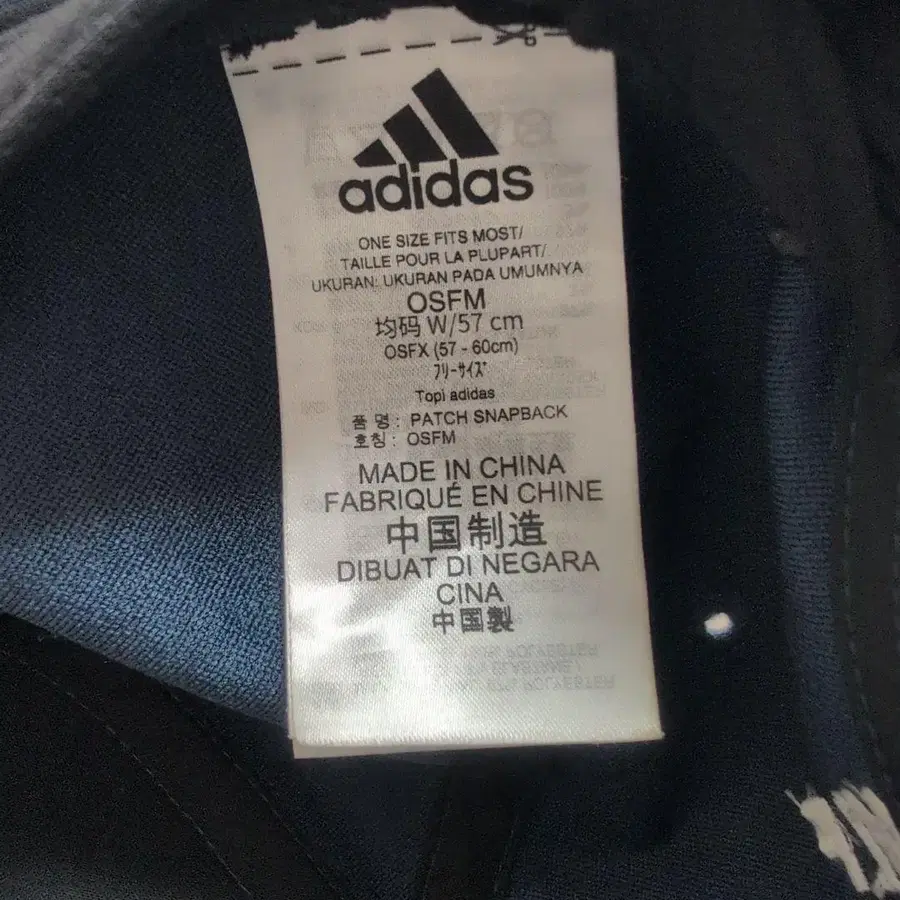 adidas
ONE SIZE FITS MOST/
TAILLE POUR LA PLUPART/
UKURAN: UKURAN PADA UMUMNYA
OSFM
均码 W/57 cm
OSFX (57 - 60cm)
ﾌﾘｰｻｲｽﾞ
Topi adidas
품 명 : PATCH SNAPBACK
호칭 : OSFM
MADE IN CHINA
FABRIQUÉ EN CHINE
中国制造
DIBUAT DI NEGARA
CINA
中国製